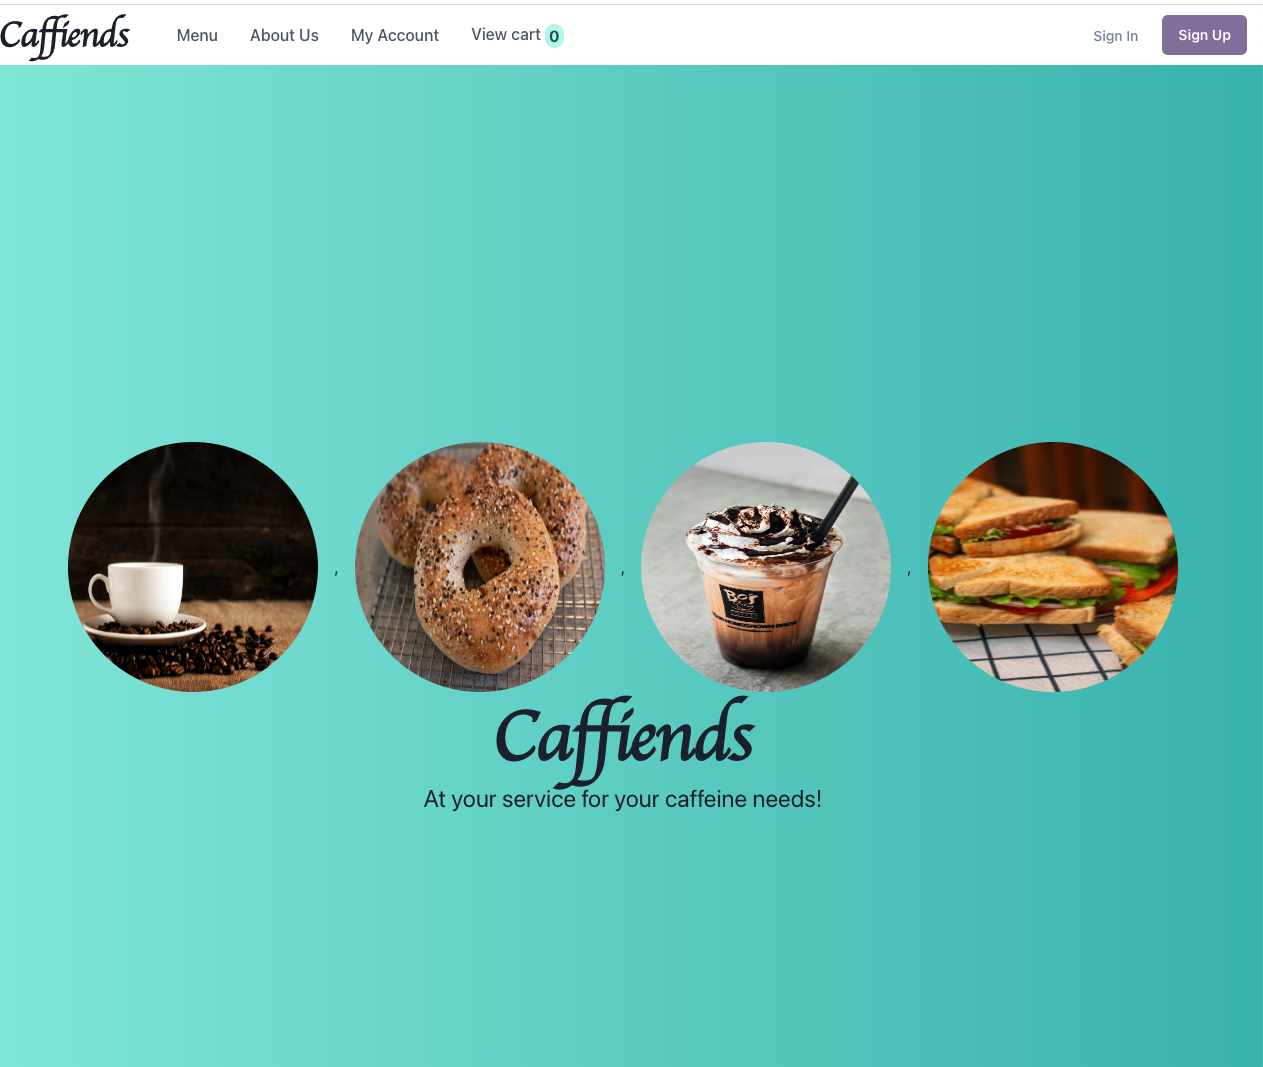 Caffiends
Menu
About Us
My Account
View cart 0
Sign In
Sign Up
, , ,
Caffiends
At your service for your caffeine needs!